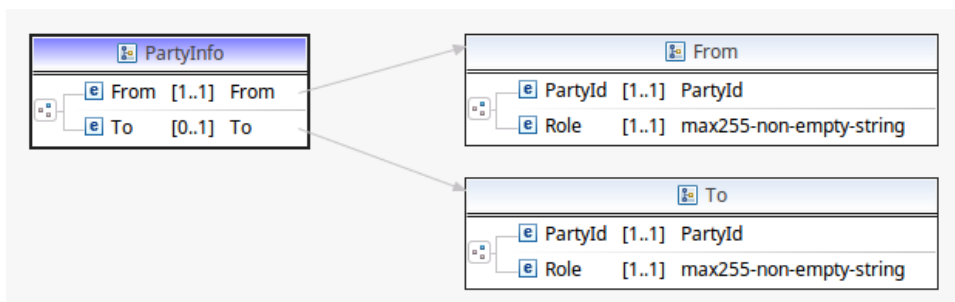 PartyInfo
e From [1..1] From
e To [0..1] To
From
e PartyId [1..1] PartyId
e Role [1..1] max255-non-empty-string
To
e PartyId [1..1] PartyId
e Role [1..1] max255-non-empty-string